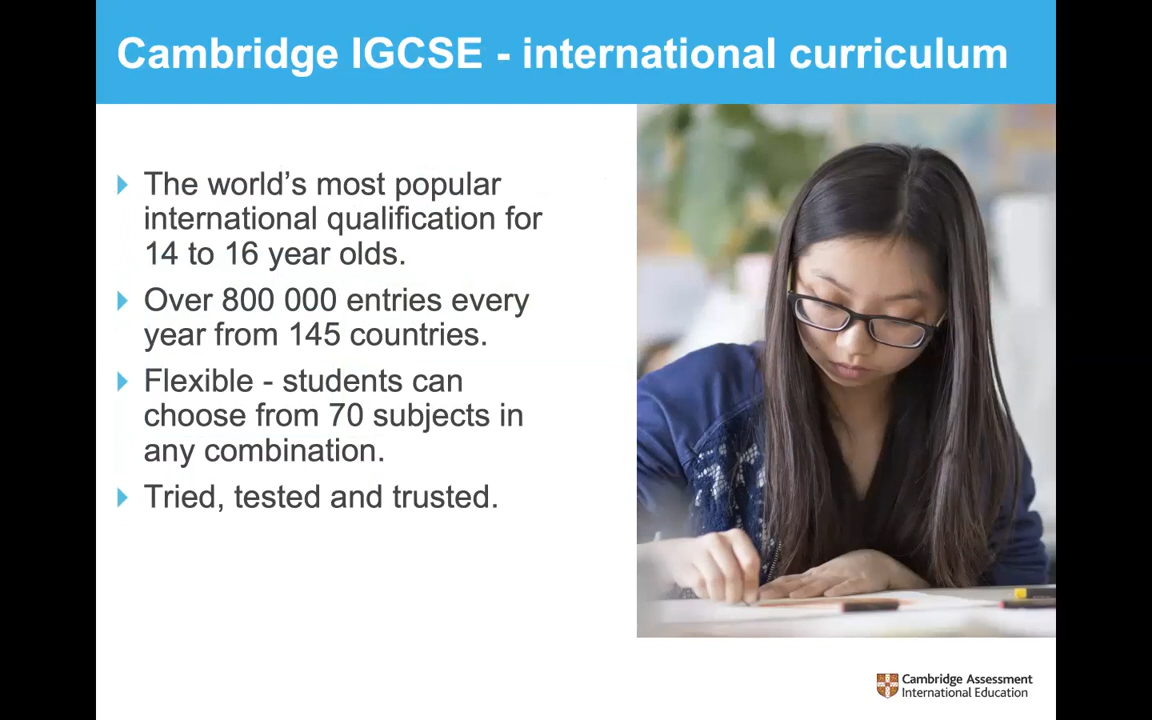 Cambridge IGCSE - international curriculum
The world's most popular
international qualification for
14 to 16 year olds.
Over 800 000 entries every
year from 145 countries.
Flexible - students can
choose from 70 subjects in
any combination.
Tried, tested and trusted.
Cambridge Assessment
International Education